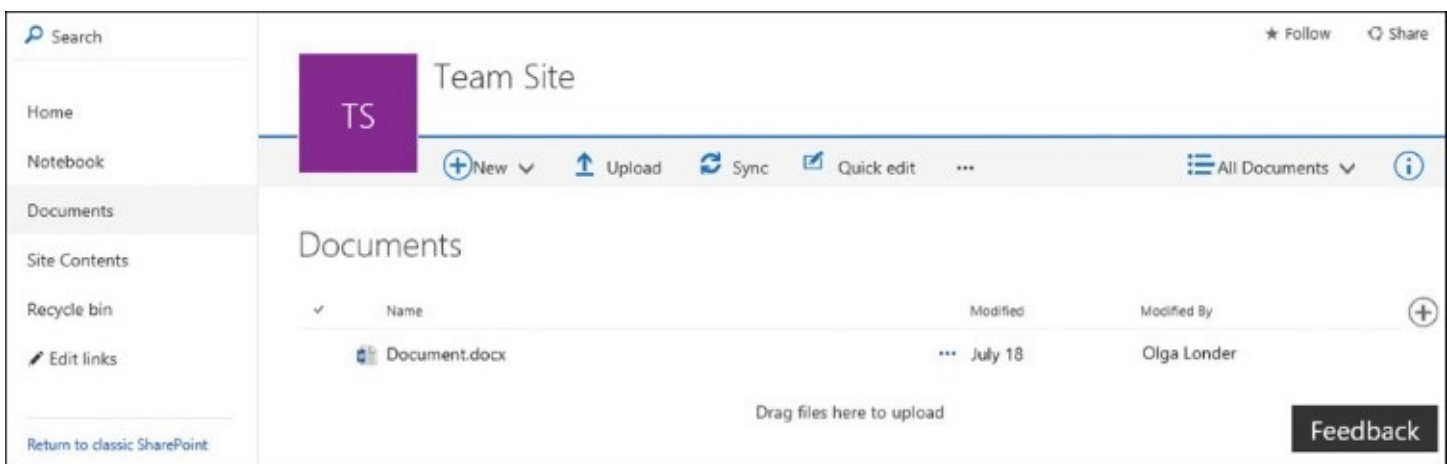 Search
Follow Share
Team Site
TS
Home
Notebook
Documents
Site Contents
Recycle bin
Edit links
Return to classic SharePoint
New Upload Sync Quick edit ... All Documents
Documents
Name Modified Modified By
Document.docx ... July 18 Olga Londer
Drag files here to upload
Feedback